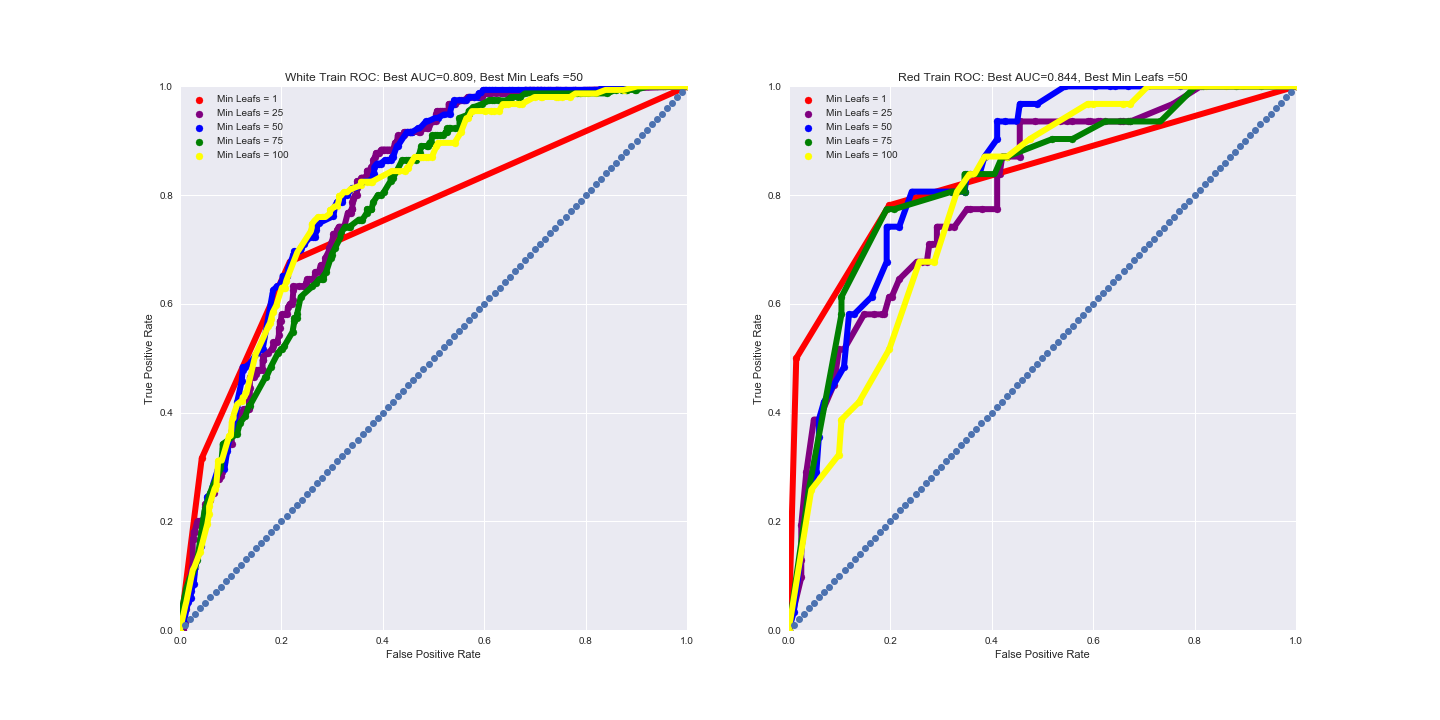 White Train ROC: Best AUC=0.809, Best Min Leafs =50
1.0
0.8
0.6
0.4
0.2
0.0
True Positive Rate
Min Leafs = 1
Min Leafs = 25
Min Leafs = 50
Min Leafs = 75
Min Leafs = 100
0.0 0.2 0.4 0.6 0.8 1.0
False Positive Rate
Red Train ROC: Best AUC=0.844, Best Min Leafs =50
1.0
0.8
0.6
0.4
0.2
0.0
True Positive Rate
Min Leafs = 1
Min Leafs = 25
Min Leafs = 50
Min Leafs = 75
Min Leafs = 100
0.0 0.2 0.4 0.6 0.8 1.0
False Positive Rate